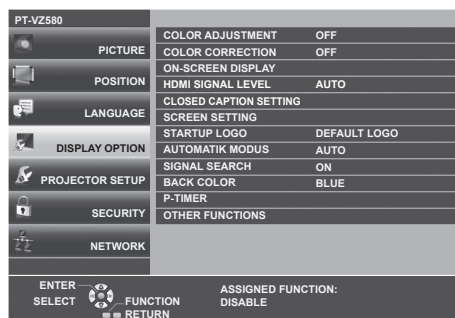 PT-VZ580
PICTURE
POSITION
LANGUAGE
DISPLAY OPTION
PROJECTOR SETUP
SECURITY
NETWORK
COLOR ADJUSTMENT OFF
COLOR CORRECTION OFF
ON-SCREEN DISPLAY
HDMI SIGNAL LEVEL AUTO
CLOSED CAPTION SETTING
SCREEN SETTING
STARTUP LOGO DEFAULT LOGO
AUTOMATIK MODUS AUTO
SIGNAL SEARCH ON
BACK COLOR BLUE
P-TIMER
OTHER FUNCTIONS
ENTER
SELECT
FUNCTION
RETURN
ASSIGNED FUNCTION:
DISABLE